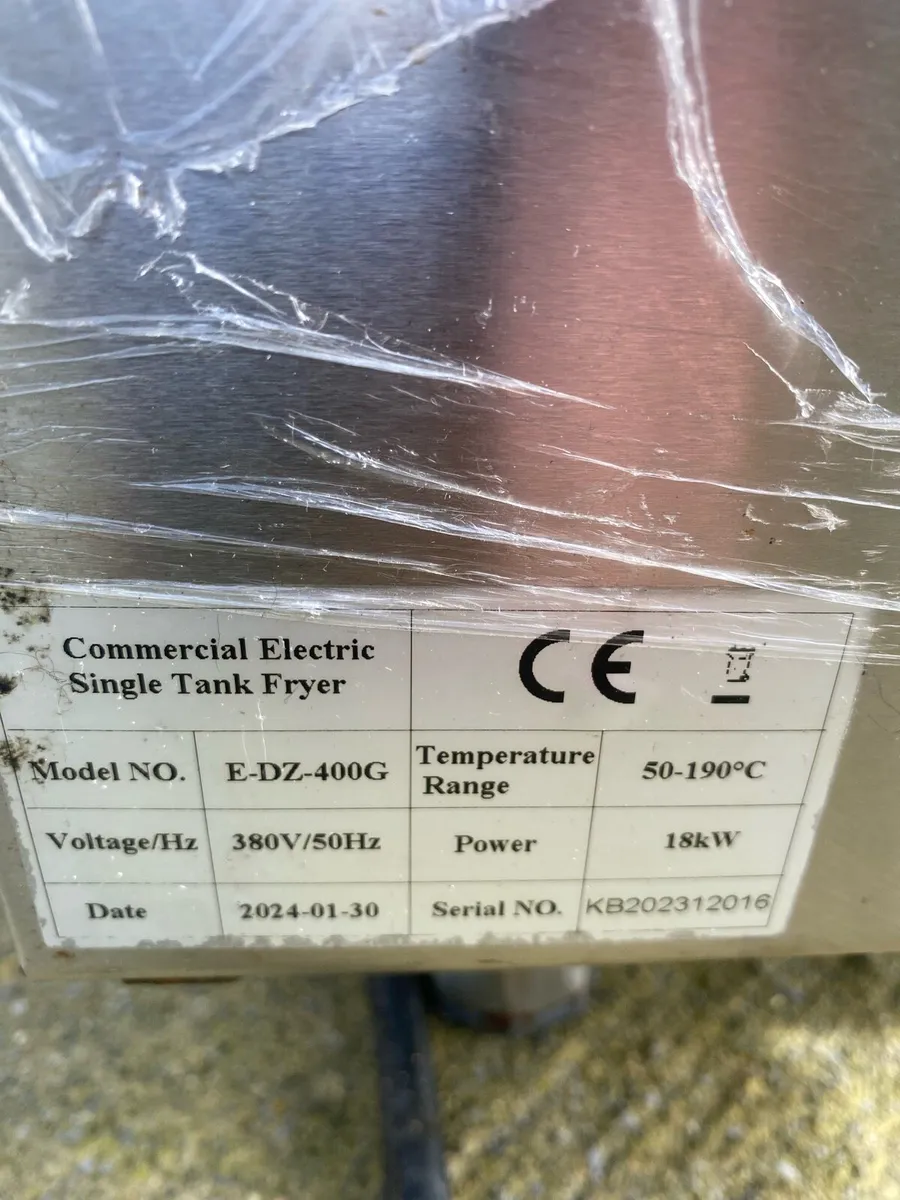 Commercial Electric
Single Tank Fryer
CE
Model NO. E-DZ-400G Temperature Range 50-190°C
Voltage/Hz 380V/50Hz Power 18kW
Date 2024-01-30 Serial NO. KB202312016